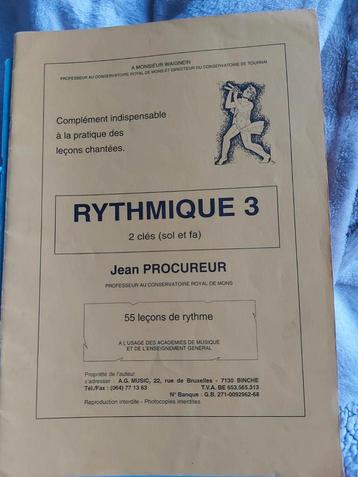 A MONSIEUR WAIGNEIN
PROFESSEUR AU CONSERVATOIRE ROYAL DE MONS ET DIRECTEUR DU CONSERVATOIRE DE TOURNAI
Complément indispensable
à la pratique des
leçons chantées.
RYTHMIQUE 3
2 clés (sol et fa)
Jean PROCUREUR
PROFESSEUR AU CONSERVATOIRE ROYAL DE MONS
55 leçons de rythme
A L'USAGE DES ACADEMIES DE MUSIQUE
ET DE L'ENSEIGNEMENT GENERAL
Propriété de l'auteur
s'adresser : A.G. MUSIC, 22, rue de Bruxelles - 7130 BINCHE
Tél./Fax : (064) 77 13 63 T.V.A. BE 653.565.313
N° Banque : G.B. 271-0092962-68
Reproduction interdite - Photocopies interdites